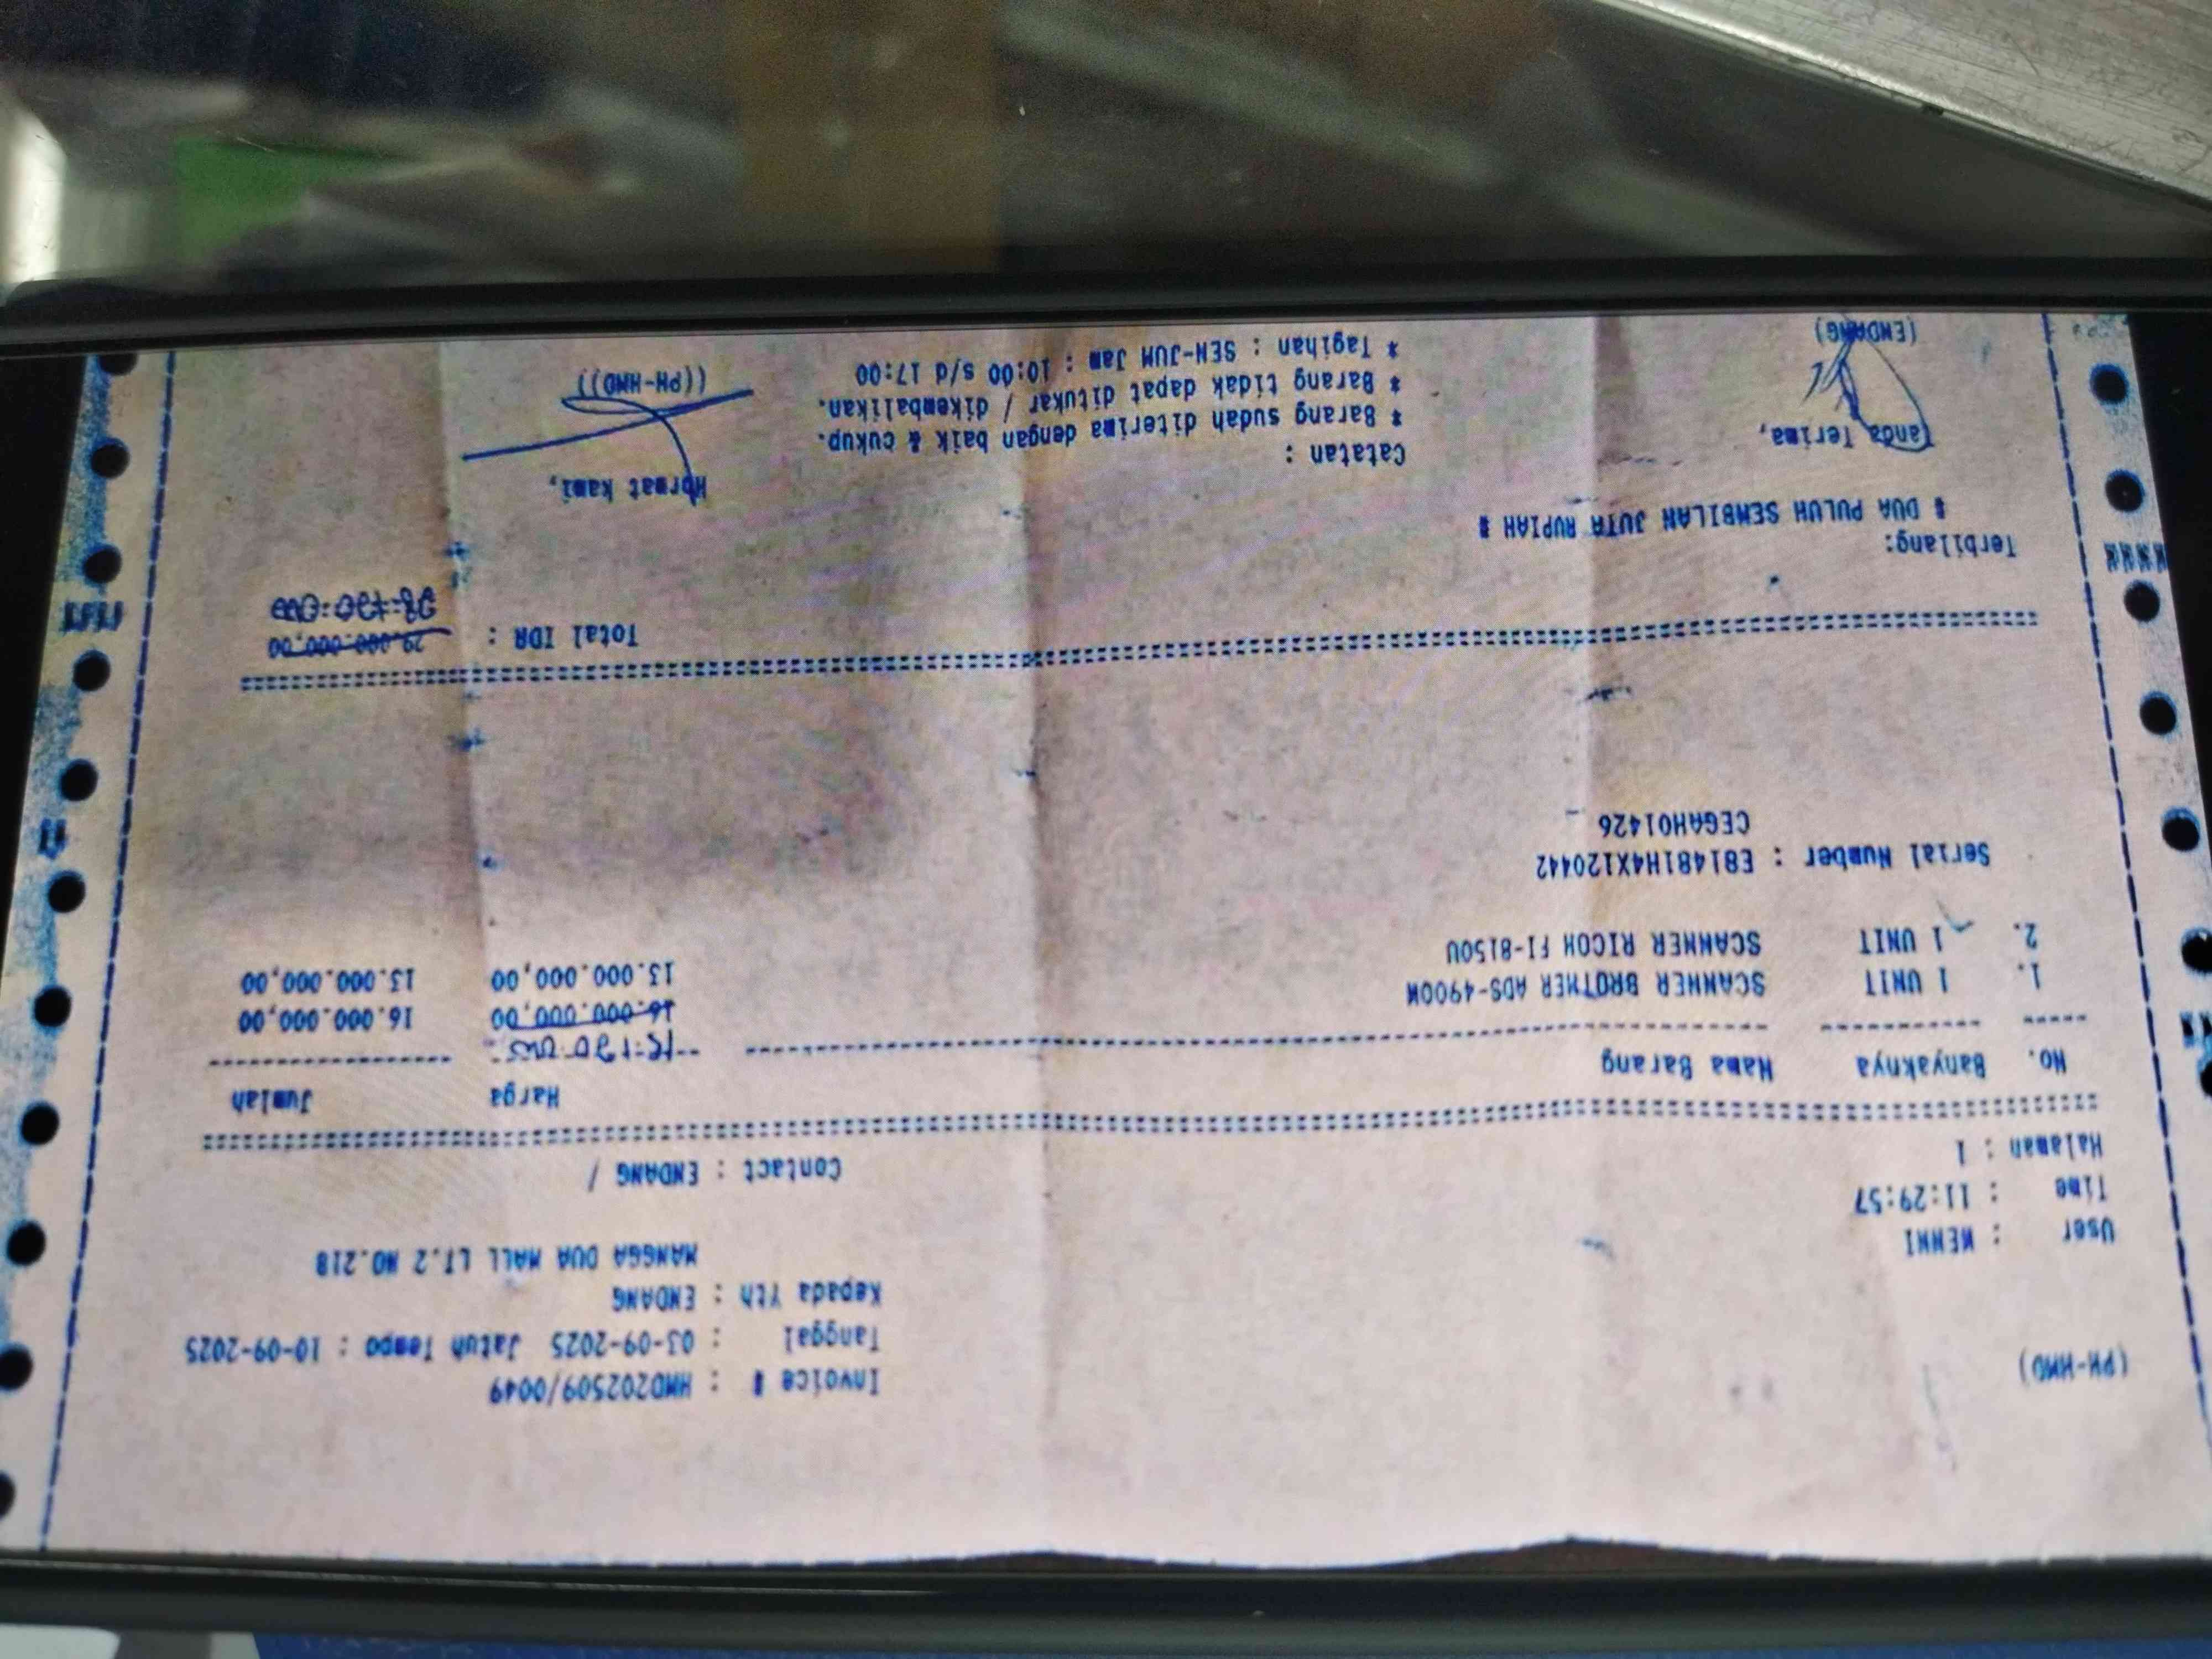 (PH-HMD)
Invoice # : HMD202509/0049
Tanggal : 03-09-2025 Jatuh Tempo : 10-09-2025
Kepada Yth : ENDANG
MANGGA DUA MALL LT.2 NO.21B
User : WENNI
Time : 11:29:57
Halaman : 1
Contact : ENDANG /
No. Banyaknya Nama Barang Harga Jumlah
1. 1 UNIT SCANNER BROTHER ADS-4900W 16.000.000,00 16.000.000,00
2. 1 UNIT SCANNER RICOH FI-8150U 13.000.000,00 13.000.000,00
Serial Number : E81481H4X120442
CEGAH01426
Total IDR : 29.000.000,00
Terbilang:
# DUA PULUH SEMBILAN JUTA RUPIAH #
Tanda Terima,
Catatan :
Hormat kami,
* Barang sudah diterima dengan baik & cukup.
* Barang tidak dapat ditukar / dikembalikan.
* Tagihan : SEN-JUM Jam : 10:00 s/d 17:00
(ENDANG)
((PH-HMD))